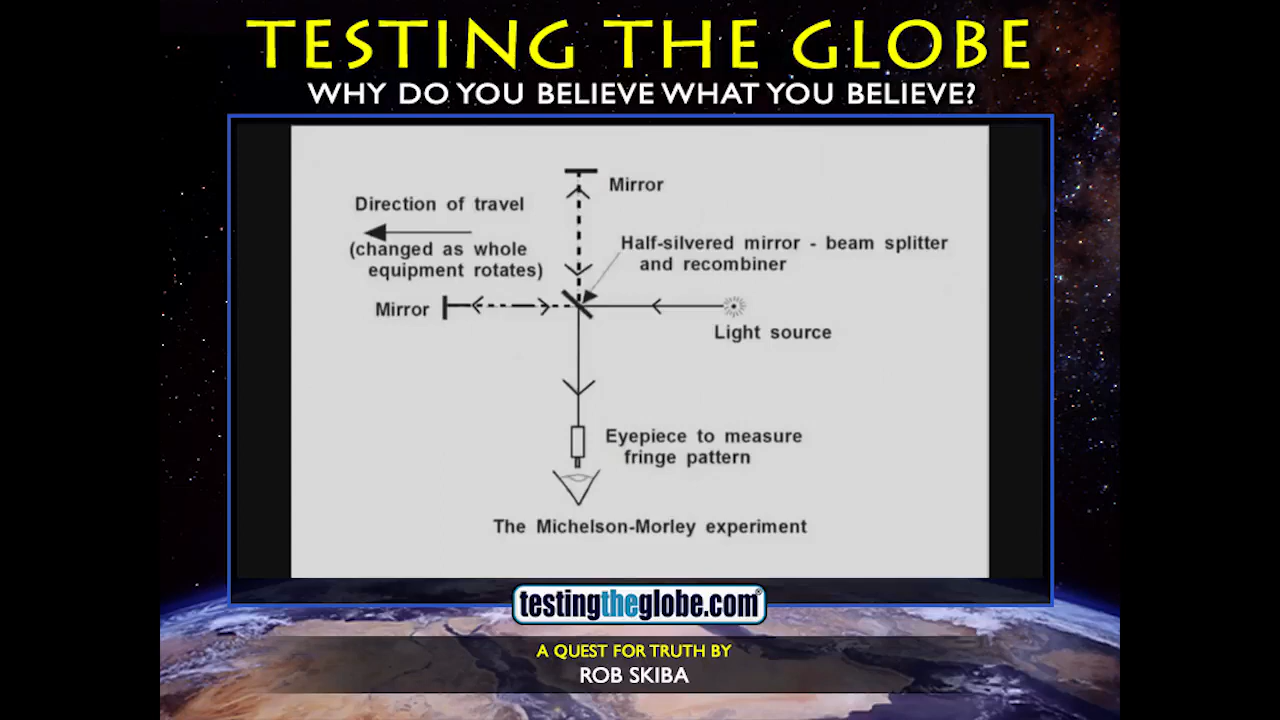 TESTING THE GLOBE
WHY DO YOU BELIEVE WHAT YOU BELIEVE?
Mirror
Direction of travel
(changed as whole
equipment rotates)
Half-silvered mirror - beam splitter
and recombiner
Mirror
Light source
Eyepiece to measure
fringe pattern
The Michelson-Morley experiment
testingtheglobe.com®
A QUEST FOR TRUTH BY
ROB SKIBA